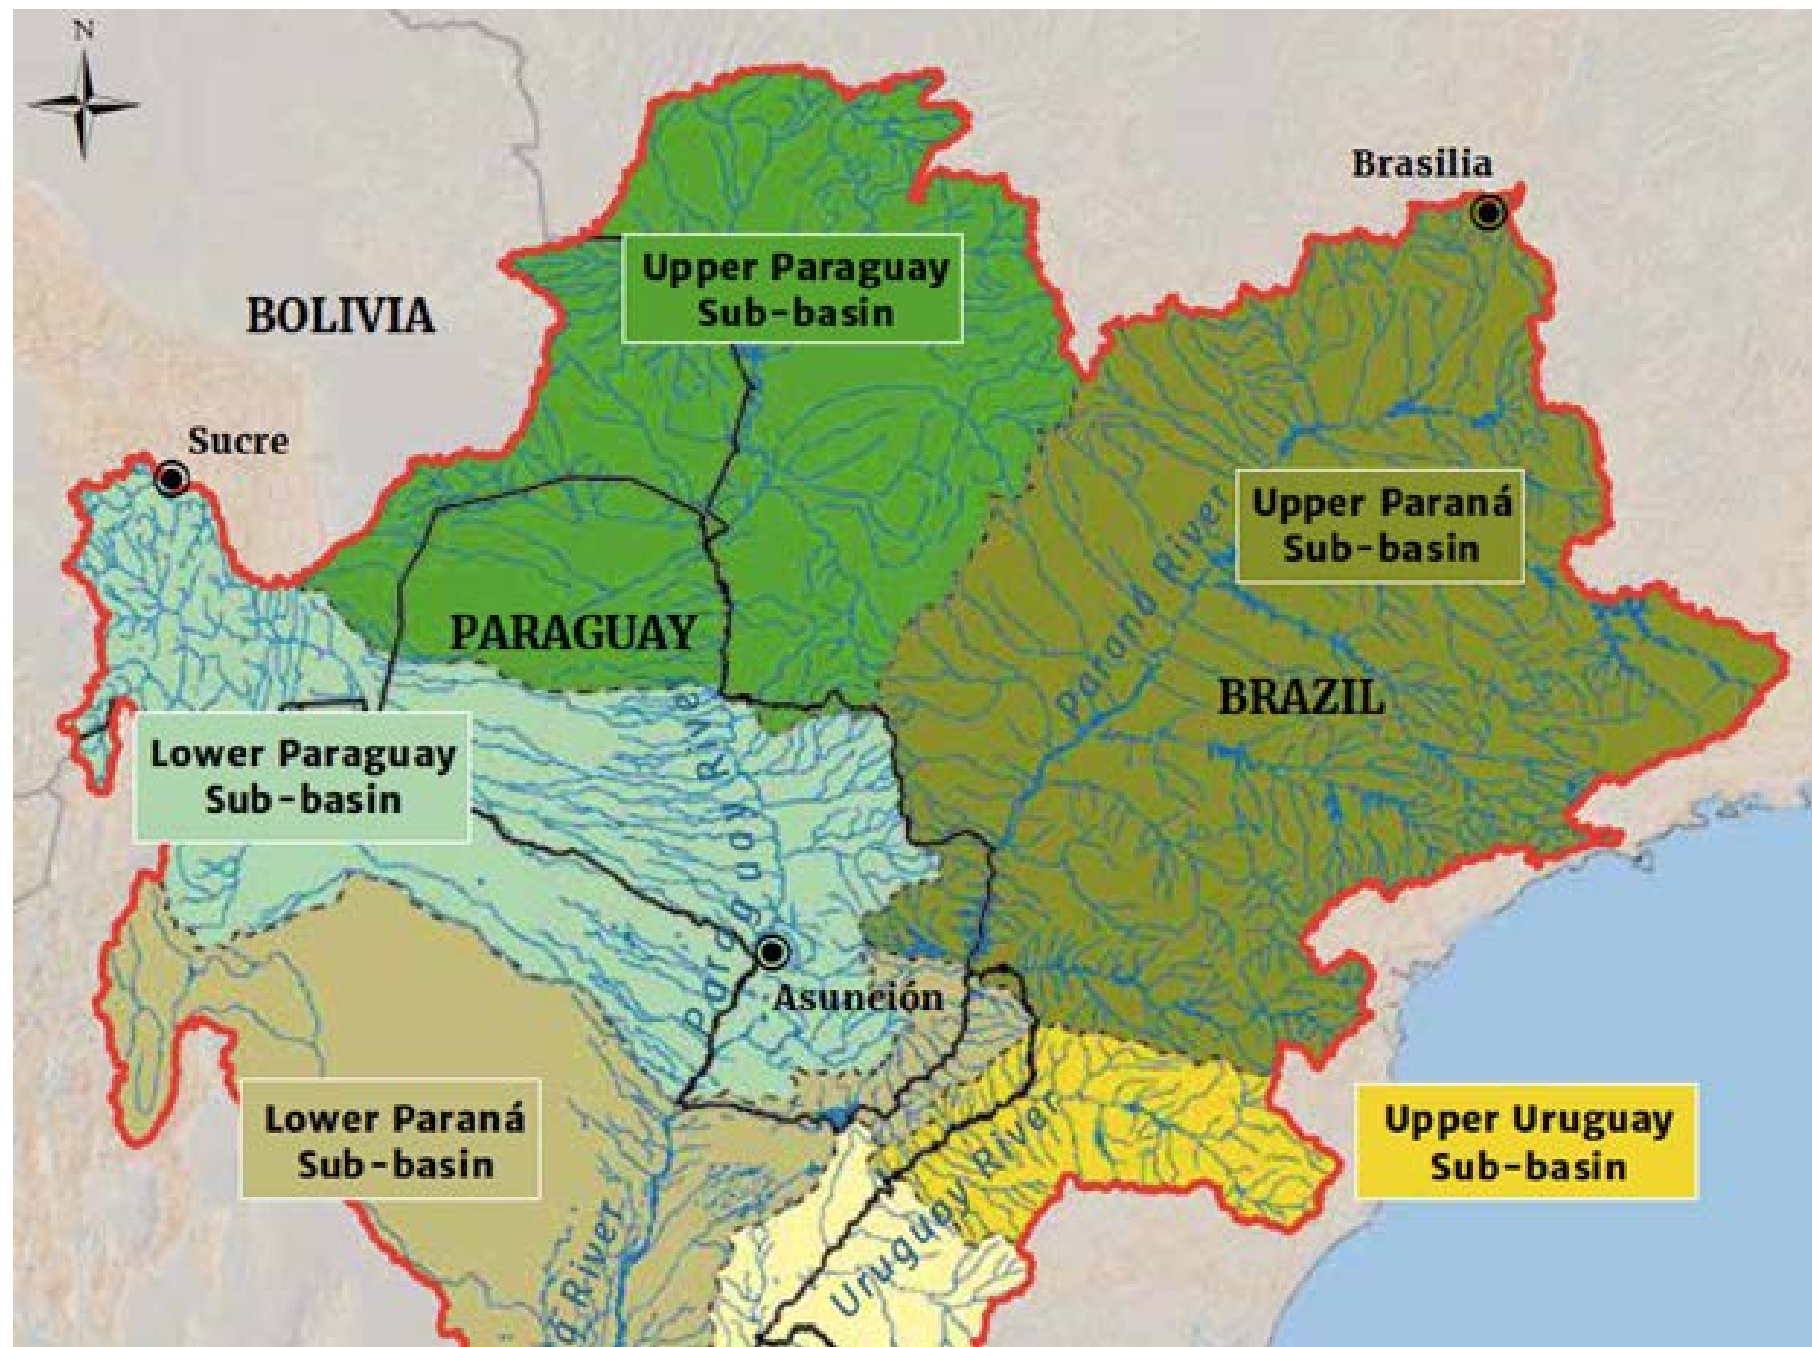 N
Brasilia
Upper Paraguay
Sub-basin
BOLIVIA
Sucre
Upper Paraná
Sub-basin
Paraná River
PARAGUAY
BRAZIL
Lower Paraguay
Sub-basin
Paraguay River
Asunción
Lower Paraná
Sub-basin
Upper Uruguay
Sub-basin
Uruguay River
á River